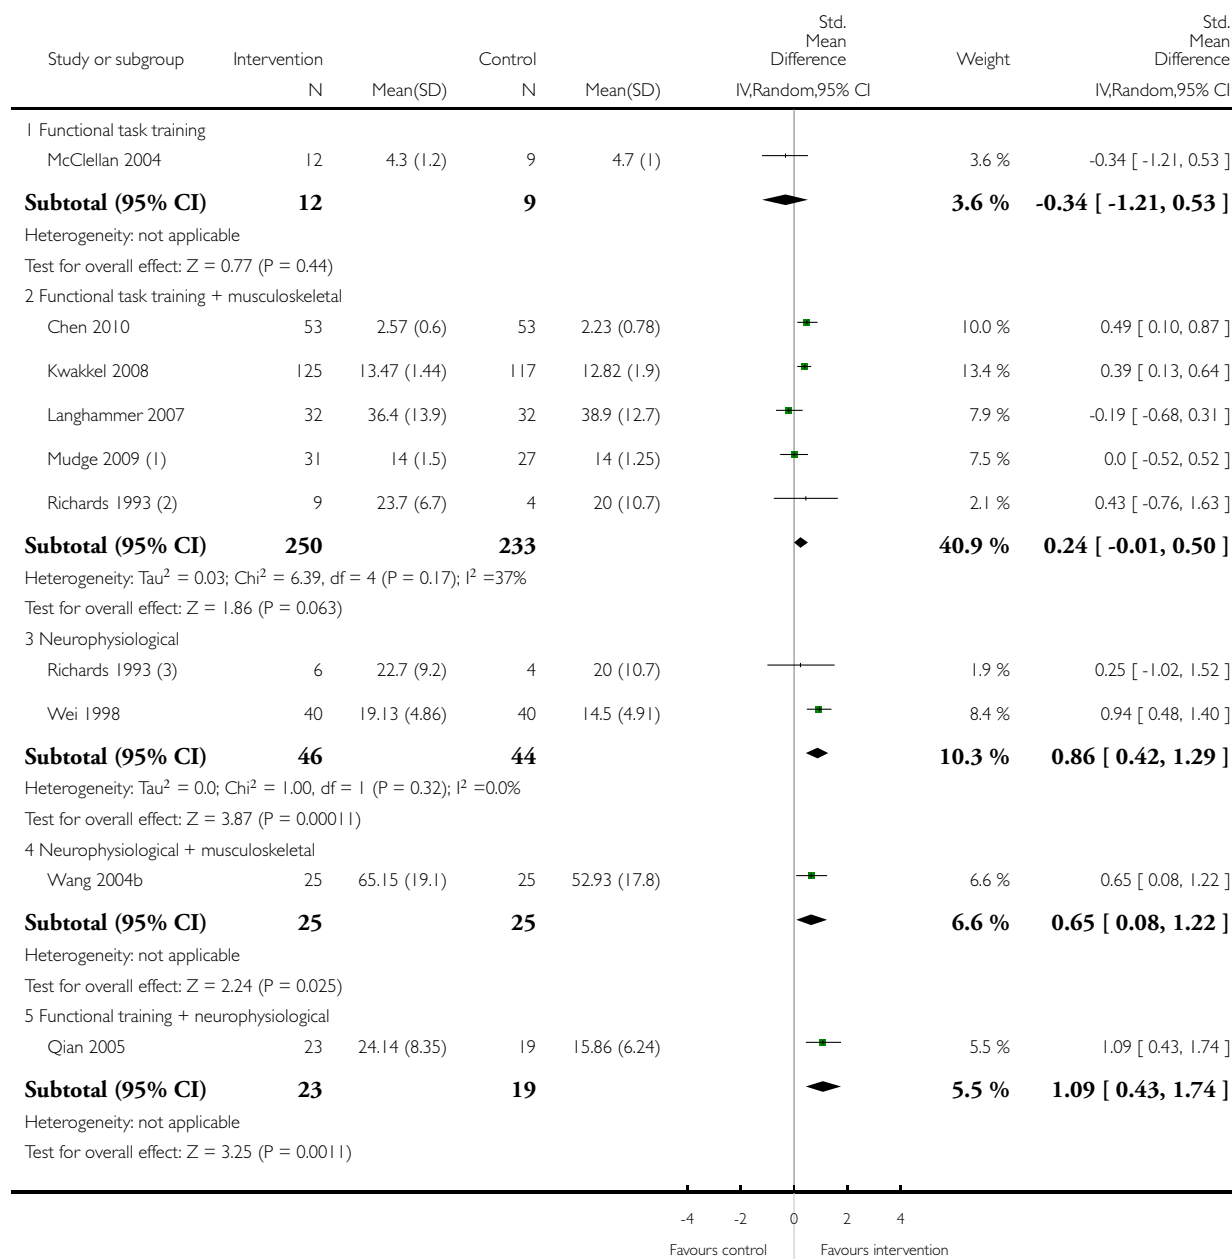 Std.
Mean
Difference
Std.
Mean
Difference
Study or subgroup Intervention Control Weight
N Mean(SD) N Mean(SD) IV,Random,95% CI IV,Random,95% CI
1 Functional task training
McClellan 2004 12 4.3 (1.2) 9 4.7 (1) 3.6 % -0.34 [ -1.21, 0.53 ]
Subtotal (95% CI) 12 9 3.6 % -0.34 [ -1.21, 0.53 ]
Heterogeneity: not applicable
Test for overall effect: Z = 0.77 (P = 0.44)
2 Functional task training + musculoskeletal
Chen 2010 53 2.57 (0.6) 53 2.23 (0.78) 10.0 % 0.49 [ 0.10, 0.87 ]
Kwakkel 2008 125 13.47 (1.44) 117 12.82 (1.9) 13.4 % 0.39 [ 0.13, 0.64 ]
Langhammer 2007 32 36.4 (13.9) 32 38.9 (12.7) 7.9 % -0.19 [ -0.68, 0.31 ]
Mudge 2009 (1) 31 14 (1.5) 27 14 (1.25) 7.5 % 0.0 [ -0.52, 0.52 ]
Richards 1993 (2) 9 23.7 (6.7) 4 20 (10.7) 2.1 % 0.43 [ -0.76, 1.63 ]
Subtotal (95% CI) 250 233 40.9 % 0.24 [ -0.01, 0.50 ]
Heterogeneity: Tau² = 0.03; Chi² = 6.39, df = 4 (P = 0.17); I² =37%
Test for overall effect: Z = 1.86 (P = 0.063)
3 Neurophysiological
Richards 1993 (3) 6 22.7 (9.2) 4 20 (10.7) 1.9 % 0.25 [ -1.02, 1.52 ]
Wei 1998 40 19.13 (4.86) 40 14.5 (4.91) 8.4 % 0.94 [ 0.48, 1.40 ]
Subtotal (95% CI) 46 44 10.3 % 0.86 [ 0.42, 1.29 ]
Heterogeneity: Tau² = 0.0; Chi² = 1.00, df = 1 (P = 0.32); I² =0.0%
Test for overall effect: Z = 3.87 (P = 0.00011)
4 Neurophysiological + musculoskeletal
Wang 2004b 25 65.15 (19.1) 25 52.93 (17.8) 6.6 % 0.65 [ 0.08, 1.22 ]
Subtotal (95% CI) 25 25 6.6 % 0.65 [ 0.08, 1.22 ]
Heterogeneity: not applicable
Test for overall effect: Z = 2.24 (P = 0.025)
5 Functional training + neurophysiological
Qian 2005 23 24.14 (8.35) 19 15.86 (6.24) 5.5 % 1.09 [ 0.43, 1.74 ]
Subtotal (95% CI) 23 19 5.5 % 1.09 [ 0.43, 1.74 ]
Heterogeneity: not applicable
Test for overall effect: Z = 3.25 (P = 0.0011)
-4 -2 0 2 4
Favours control Favours intervention